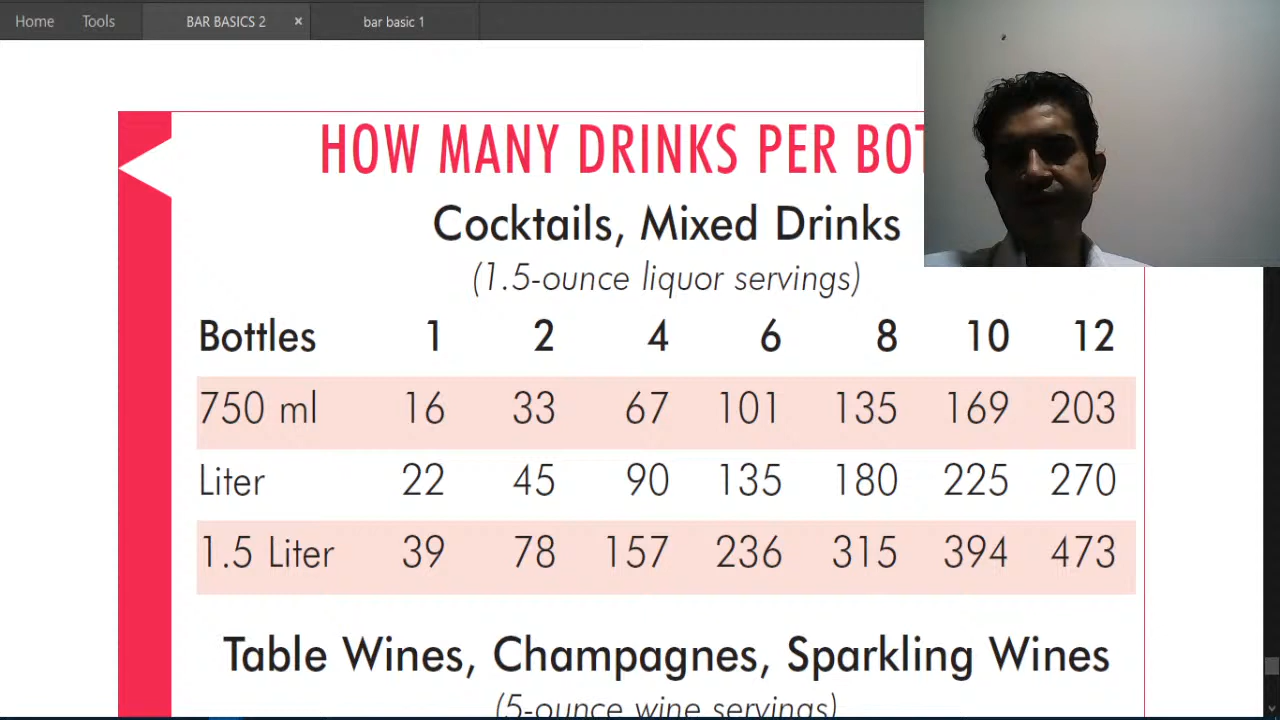 Home Tools BAR BASICS 2 × bar basic 1
HOW MANY DRINKS PER
Cocktails, Mixed Drinks
(1.5-ounce liquor servings)
Bottles 1 2 4 6 8 10 12
750 ml 16 33 67 101 135 169 203
Liter 22 45 90 135 180 225 270
1.5 Liter 39 78 157 236 315 394 473
Table Wines, Champagnes, Sparkling Wines
(5-ounce wine servings)